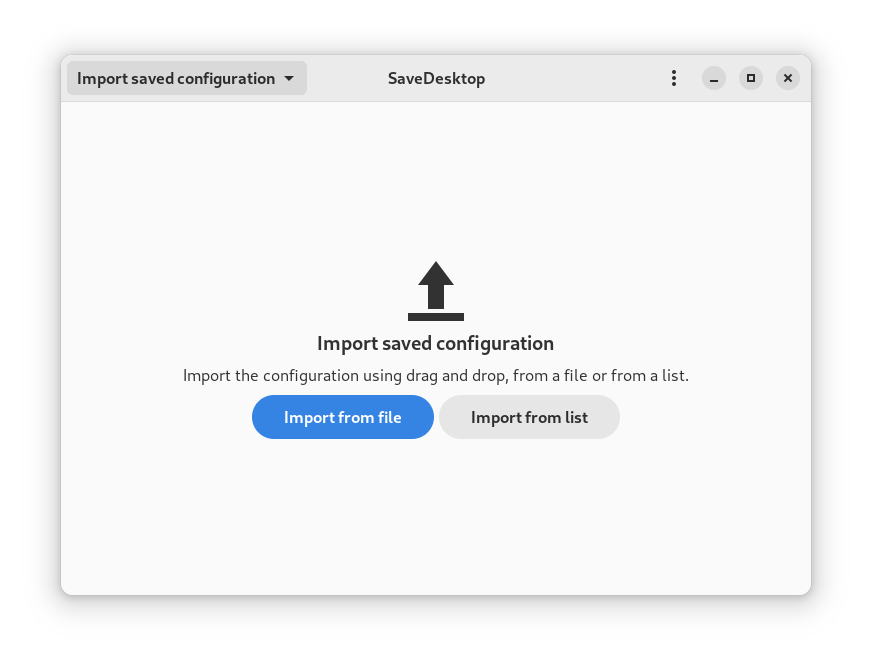 Import saved configuration
SaveDesktop
Import saved configuration
Import the configuration using drag and drop, from a file or from a list.
Import from file
Import from list